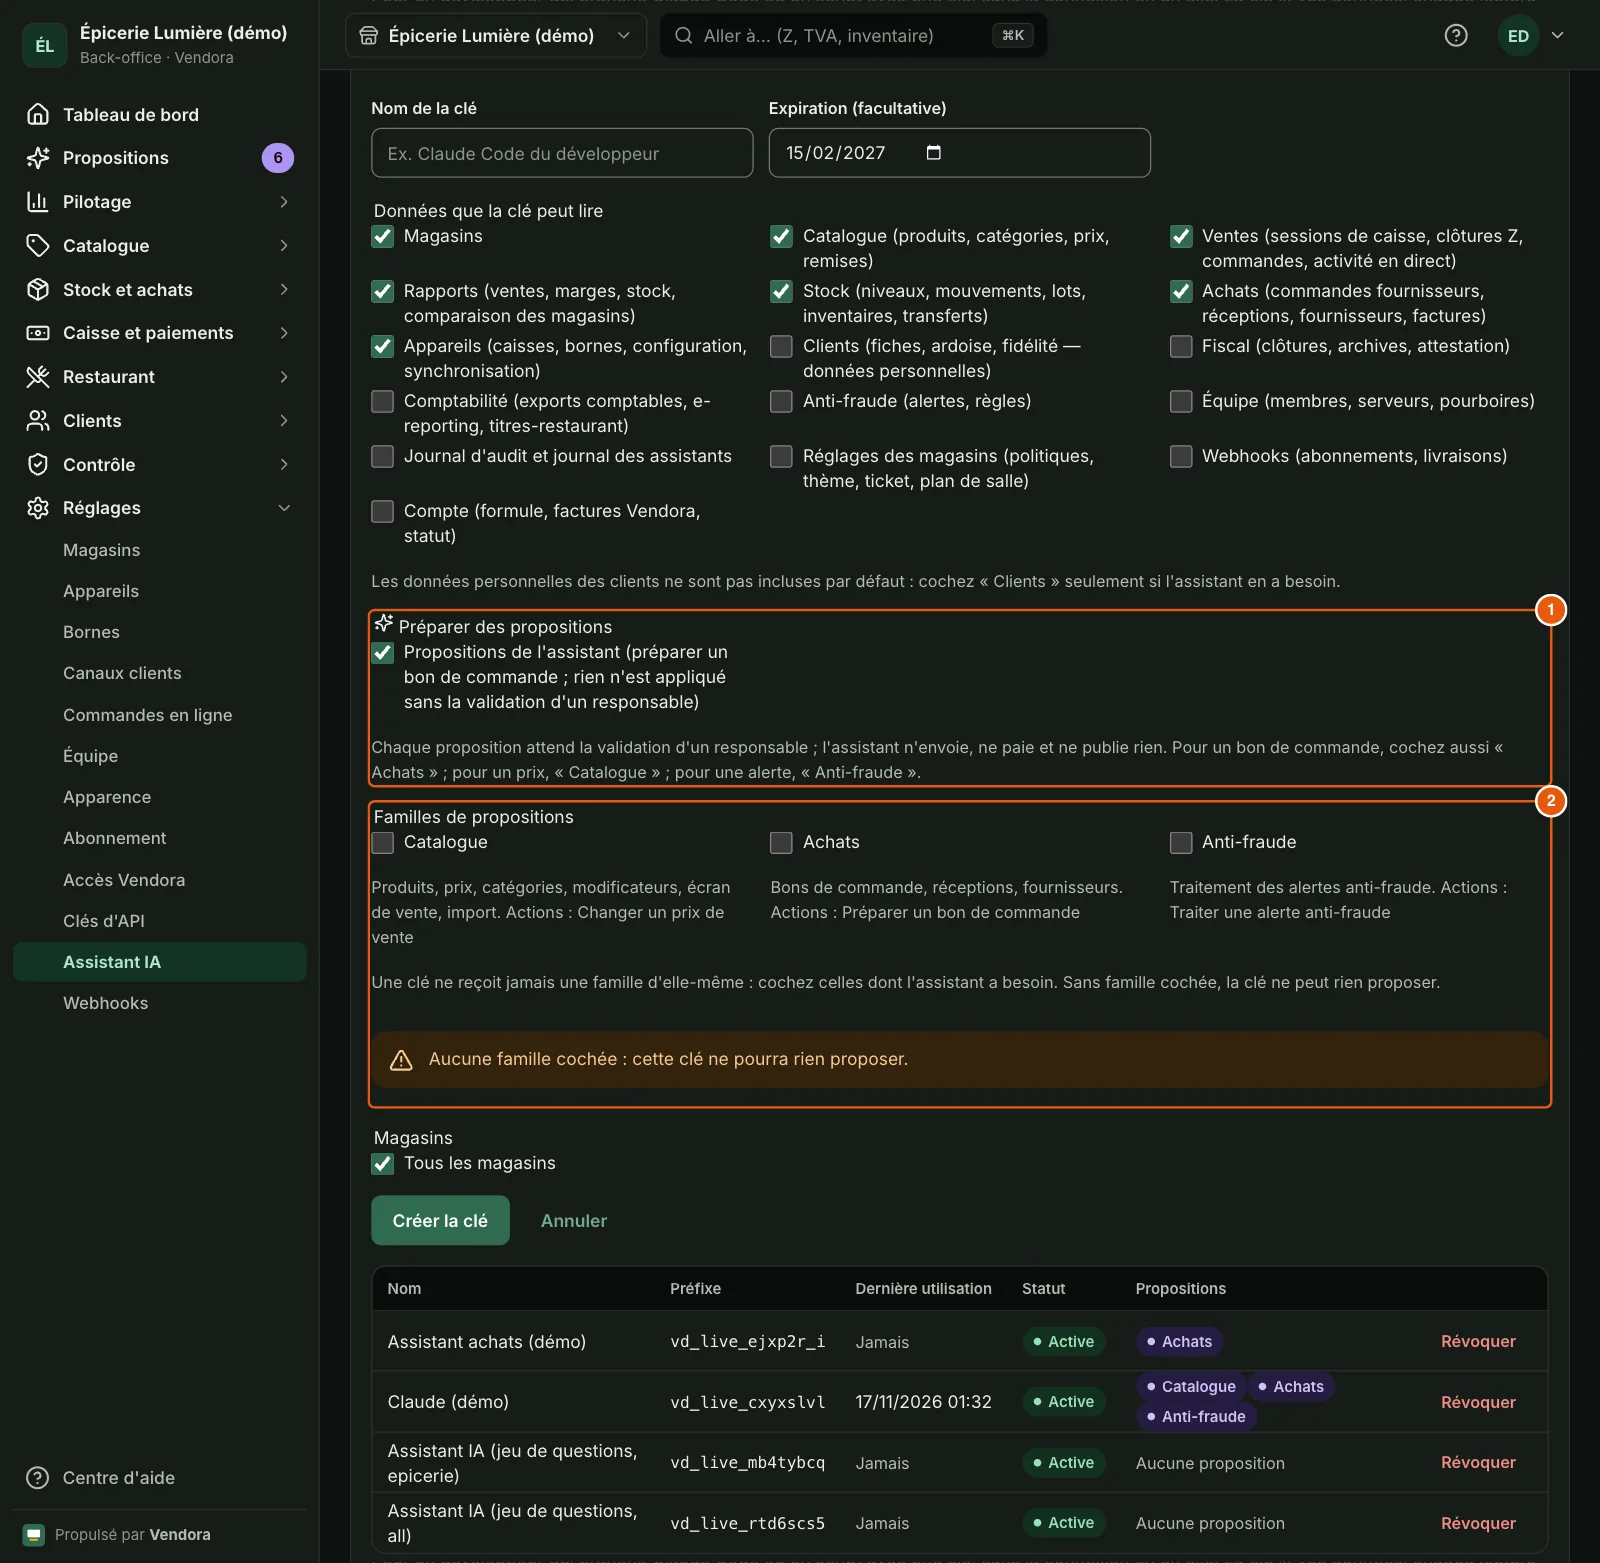 ÉL
Épicerie Lumière (démo)
Back-office · Vendora
Épicerie Lumière (démo)
Aller à... (Z, TVA, inventaire)
⌘K
ED
Tableau de bord
Propositions
6
Pilotage
Catalogue
Stock et achats
Caisse et paiements
Restaurant
Clients
Contrôle
Réglages
Magasins
Appareils
Bornes
Canaux clients
Commandes en ligne
Équipe
Apparence
Abonnement
Accès Vendora
Clés d'API
Assistant IA
Webhooks
Centre d'aide
Propulsé par Vendora
Nom de la clé
Expiration (facultative)
Ex. Claude Code du développeur
15/02/2027
Données que la clé peut lire
Magasins
Catalogue (produits, catégories, prix,
remises)
Ventes (sessions de caisse, clôtures Z,
commandes, activité en direct)
Rapports (ventes, marges, stock,
comparaison des magasins)
Stock (niveaux, mouvements, lots,
inventaires, transferts)
Achats (commandes fournisseurs,
réceptions, fournisseurs, factures)
Appareils (caisses, bornes, configuration,
synchronisation)
Clients (fiches, ardoise, fidélité —
données personnelles)
Fiscal (clôtures, archives, attestation)
Comptabilité (exports comptables, e-
reporting, titres-restaurant)
Anti-fraude (alertes, règles)
Équipe (membres, serveurs, pourboires)
Journal d'audit et journal des assistants
Réglages des magasins (politiques,
thème, ticket, plan de salle)
Webhooks (abonnements, livraisons)
Compte (formule, factures Vendora,
statut)
Les données personnelles des clients ne sont pas incluses par défaut : cochez « Clients » seulement si l'assistant en a besoin.
1
Préparer des propositions
Propositions de l'assistant (préparer un
bon de commande ; rien n'est appliqué
sans la validation d'un responsable)
Chaque proposition attend la validation d'un responsable ; l'assistant n'envoie, ne paie et ne publie rien. Pour un bon de commande, cochez aussi «
Achats » ; pour un prix, « Catalogue » ; pour une alerte, « Anti-fraude ».
2
Familles de propositions
Catalogue
Achats
Anti-fraude
Produits, prix, catégories, modificateurs, écran
de vente, import. Actions : Changer un prix de
vente
Bons de commande, réceptions, fournisseurs.
Actions : Préparer un bon de commande
Traitement des alertes anti-fraude. Actions :
Traiter une alerte anti-fraude
Une clé ne reçoit jamais une famille d'elle-même : cochez celles dont l'assistant a besoin. Sans famille cochée, la clé ne peut rien proposer.
Aucune famille cochée : cette clé ne pourra rien proposer.
Magasins
Tous les magasins
Créer la clé
Annuler
Nom Préfixe Dernière utilisation Statut Propositions
Assistant achats (démo) vd_live_ejxp2r_i Jamais Active Achats Révoquer
Claude (démo) vd_live_cxyxslvl 17/11/2026 01:32 Active Catalogue Achats
Anti-fraude Révoquer
Assistant IA (jeu de questions,
epicerie) vd_live_mb4tybcq Jamais Active Aucune proposition Révoquer
Assistant IA (jeu de questions,
all) vd_live_rtd6scs5 Jamais Active Aucune proposition Révoquer